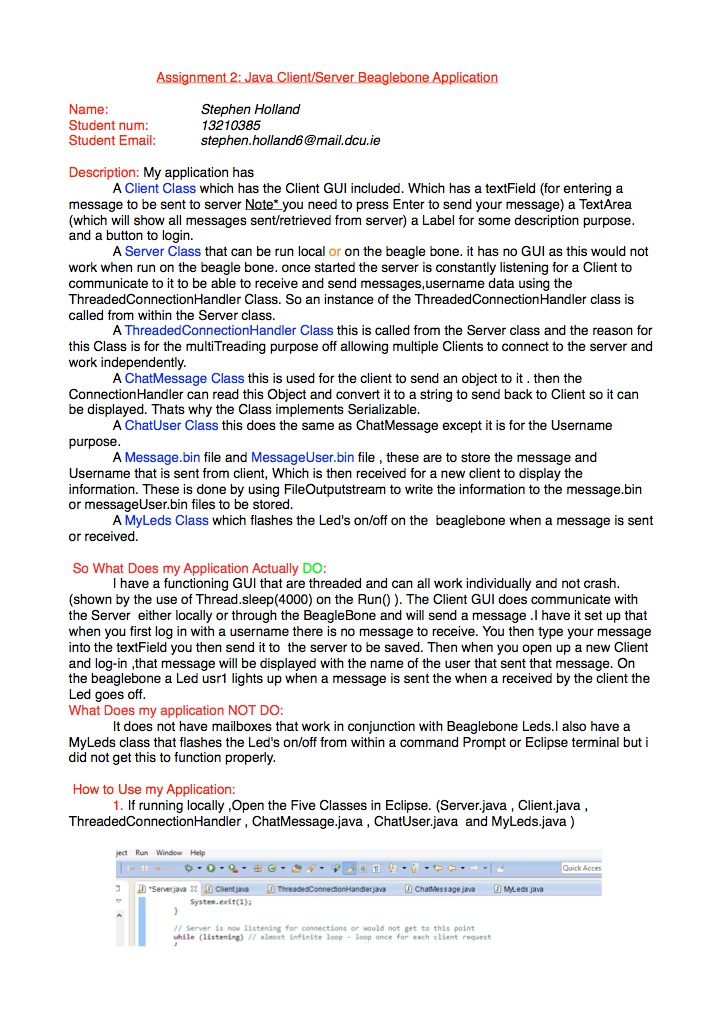 Assignment 2: Java Client/Server Beaglebone Application
Name: Stephen Holland
Student num: 13210385
Student Email: stephen.holland6@mail.dcu.ie
Description: My application has
A Client Class which has the Client GUI included. Which has a textField (for entering a
message to be sent to server Note* you need to press Enter to send your message) a TextArea
(which will show all messages sent/retrieved from server) a Label for some description purpose.
and a button to login.
A Server Class that can be run local or on the beagle bone. it has no GUI as this would not
work when run on the beagle bone. once started the server is constantly listening for a Client to
communicate to it to be able to receive and send messages,username data using the
ThreadedConnectionHandler Class. So an instance of the ThreadedConnectionHandler class is
called from within the Server class.
A ThreadedConnectionHandler Class this is called from the Server class and the reason for
this Class is for the multiTreading purpose off allowing multiple Clients to connect to the server and
work independently.
A ChatMessage Class this is used for the client to send an object to it . then the
ConnectionHandler can read this Object and convert it to a string to send back to Client so it can
be displayed. Thats why the Class implements Serializable.
A ChatUser Class this does the same as ChatMessage except it is for the Username
purpose.
A Message.bin file and MessageUser.bin file , these are to store the message and
Username that is sent from client, Which is then received for a new client to display the
information. These is done by using FileOutputstream to write the information to the message.bin
or messageUser.bin files to be stored.
A MyLeds Class which flashes the Led's on/off on the beaglebone when a message is sent
or received.
So What Does my Application Actually DO:
I have a functioning GUI that are threaded and can all work individually and not crash.
(shown by the use of Thread.sleep(4000) on the Run() ). The Client GUI does communicate with
the Server either locally or through the BeagleBone and will send a message .I have it set up that
when you first log in with a username there is no message to receive. You then type your message
into the textField you then send it to the server to be saved. Then when you open up a new Client
and log-in ,that message will be displayed with the name of the user that sent that message. On
the beaglebone a Led usr1 lights up when a message is sent the when a received by the client the
Led goes off.
What Does my application NOT DO:
It does not have mailboxes that work in conjunction with Beaglebone Leds.I also have a
MyLeds class that flashes the Led's on/off from within a command Prompt or Eclipse terminal but i
did not get this to function properly.
How to Use my Application:
1. If running locally ,Open the Five Classes in Eclipse. (Server.java , Client.java ,
ThreadedConnectionHandler , ChatMessage.java , ChatUser.java and MyLeds.java )
ject Run Window Help
Quick Acces
*Server.java Client.java ThreadedConnectionHandler.java ChatMessage.java MyLeds.java
System.exit(1);
}
// Server is now listening for connections or would not get to this point
while (listening) // almost infinite loop - loop once for each client request
{